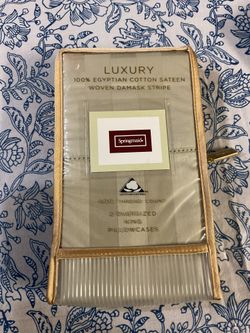 LUXURY
100% EGYPTIAN COTTON SATEEN
WOVEN DAMASK STRIPE
Springmaid
THREAD COUNT
2 OVERSIZED
KING
PILLOWCASES